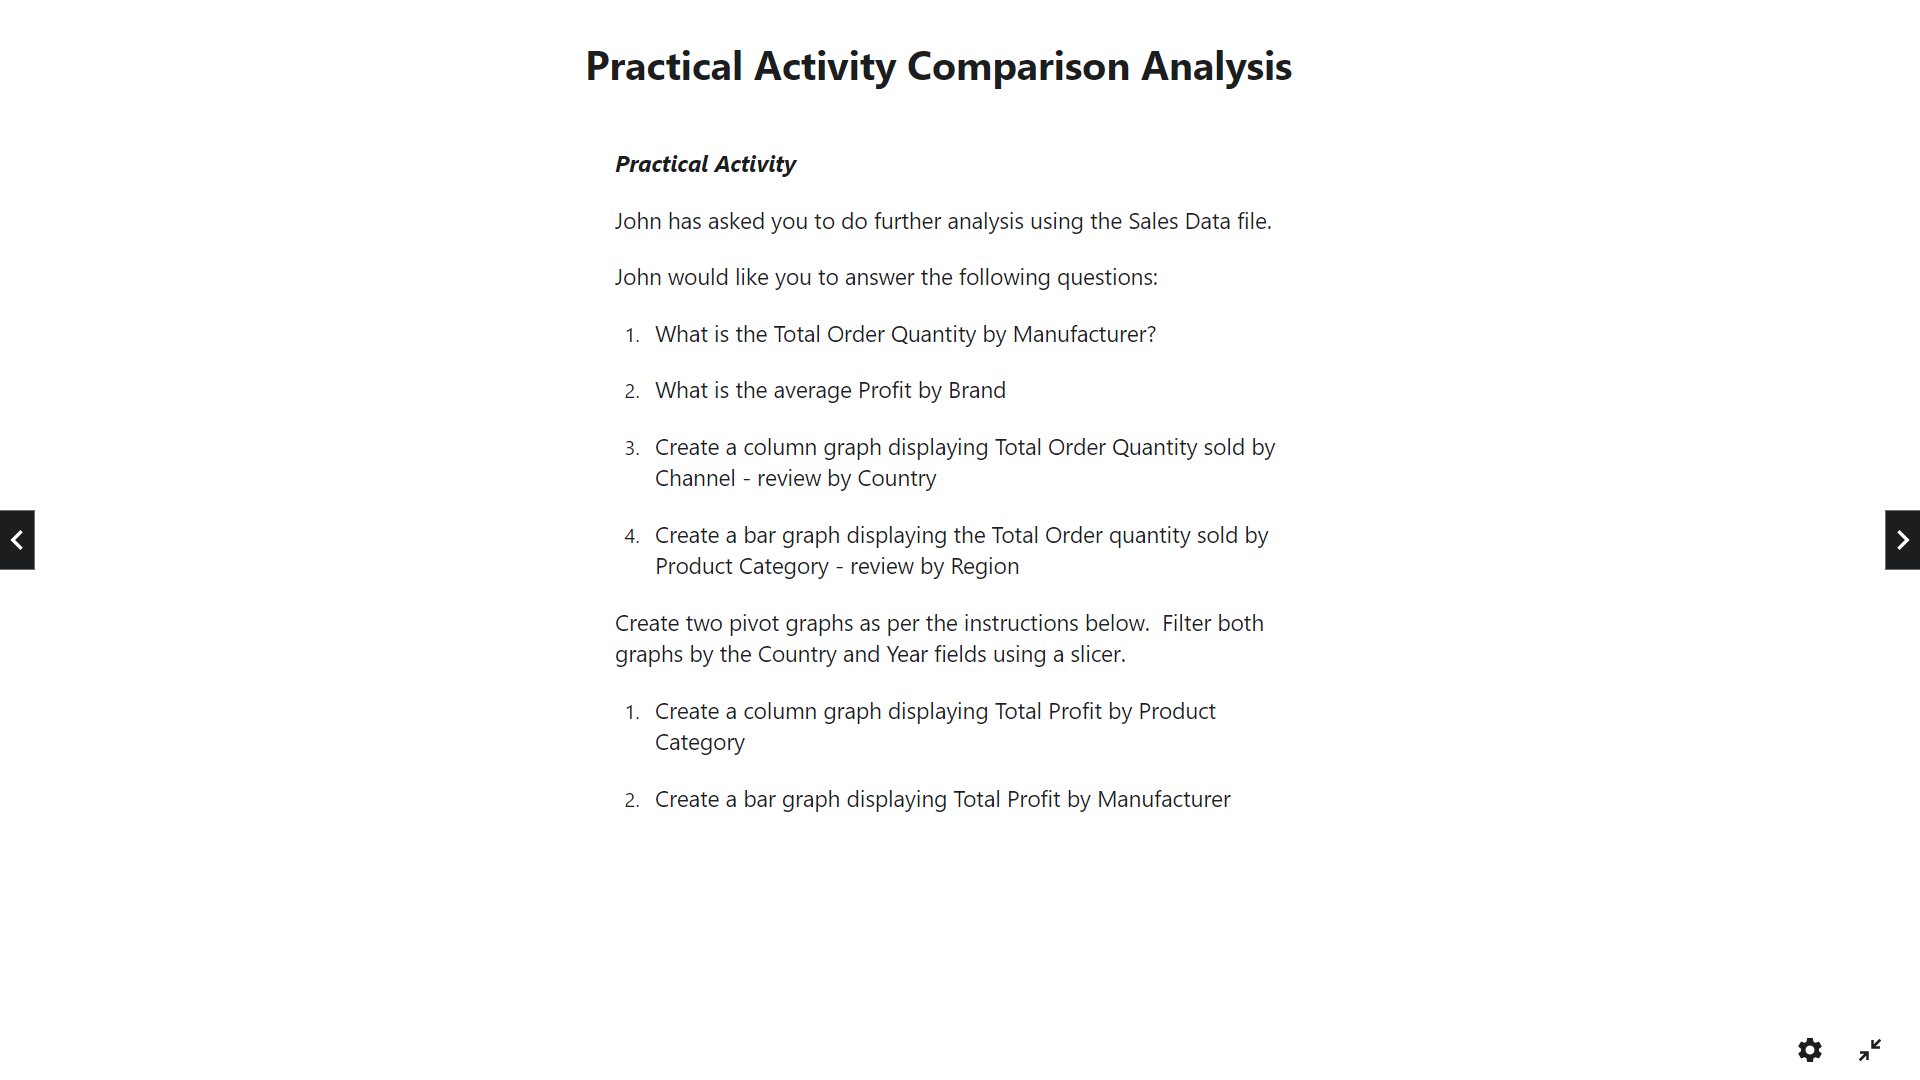 Practical Activity Comparison Analysis
Practical Activity
John has asked you to do further analysis using the Sales Data file.
John would like you to answer the following questions:
1. What is the Total Order Quantity by Manufacturer?
2. What is the average Profit by Brand
3. Create a column graph displaying Total Order Quantity sold by
Channel - review by Country
4. Create a bar graph displaying the Total Order quantity sold by
Product Category - review by Region
Create two pivot graphs as per the instructions below.  Filter both
graphs by the Country and Year fields using a slicer.
1. Create a column graph displaying Total Profit by Product
Category
2. Create a bar graph displaying Total Profit by Manufacturer